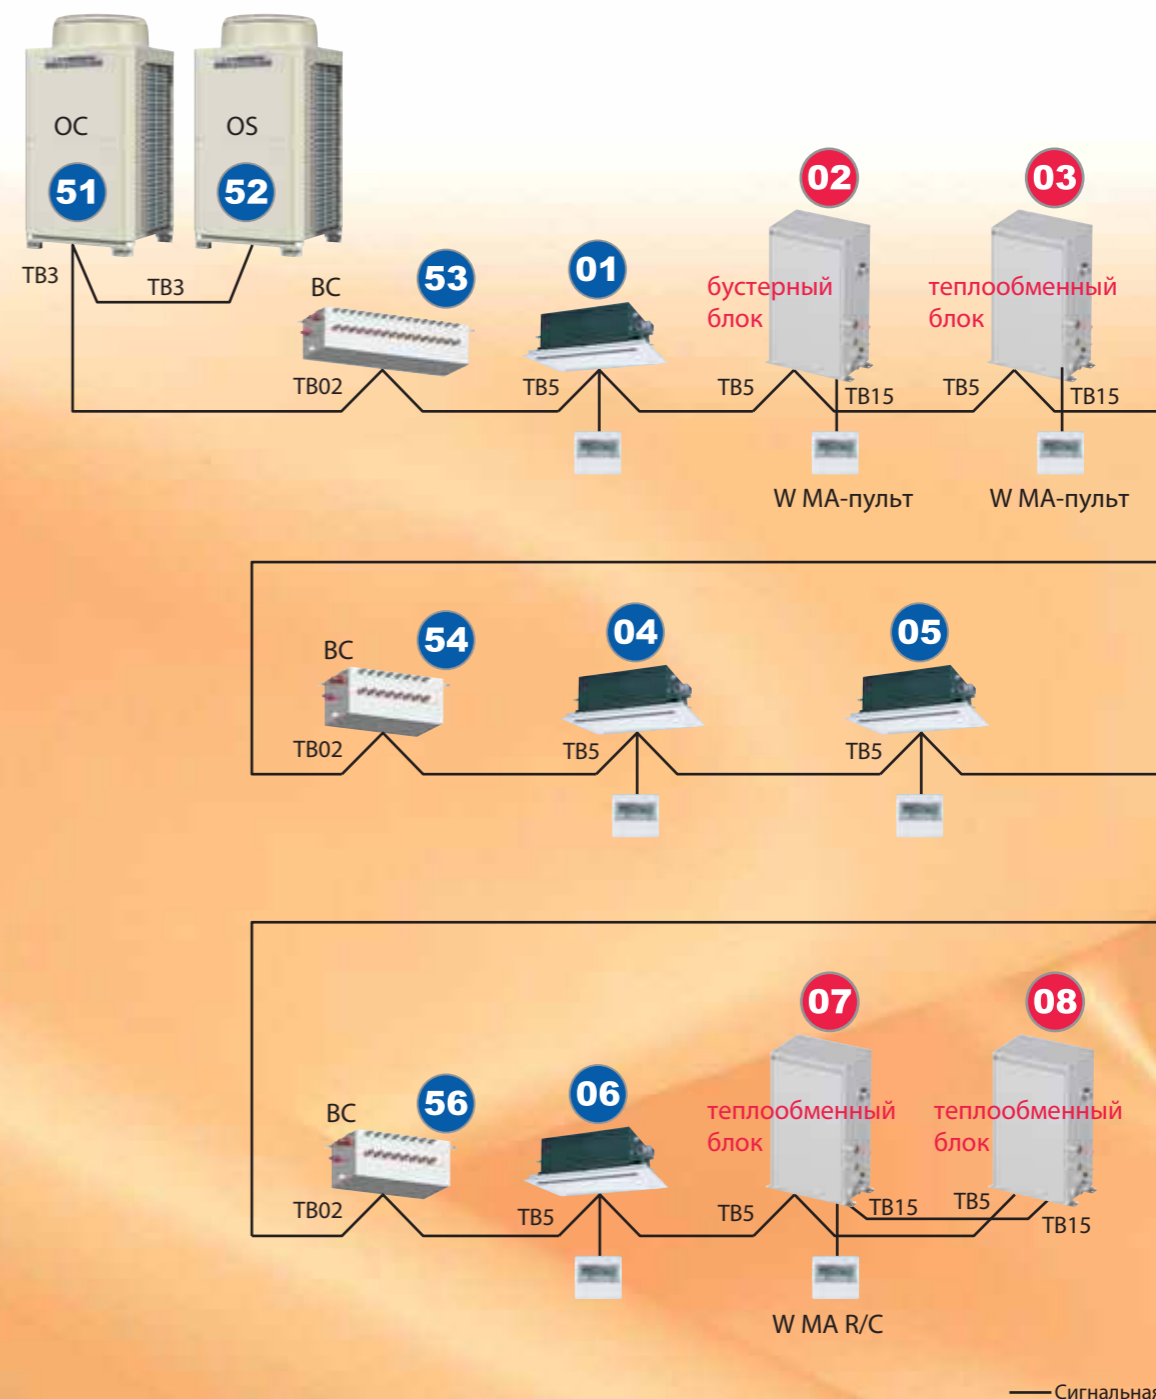 OC
OS
51
52
TB3
TB3
BC
53
TB02
01
TB5
02
бустерный
блок
TB5
TB15
W MA-пульт
03
теплообменный
блок
TB5
TB15
W MA-пульт
BC
54
TB02
04
TB5
05
TB5
BC
56
TB02
06
TB5
07
теплообменный
блок
TB5
TB15
W MA R/C
08
теплообменный
блок
TB5
TB15
Сигнальная